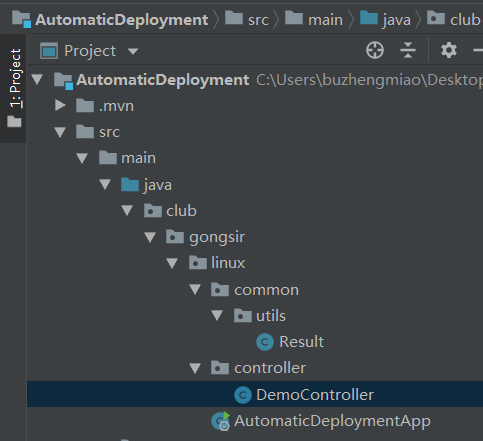 AutomaticDeployment src main java club
1: Project
Project
AutomaticDeployment C:\Users\buzhengmiao\Desktop
.mvn
src
main
java
club
gongsir
linux
common
utils
Result
controller
DemoController
AutomaticDeploymentApp